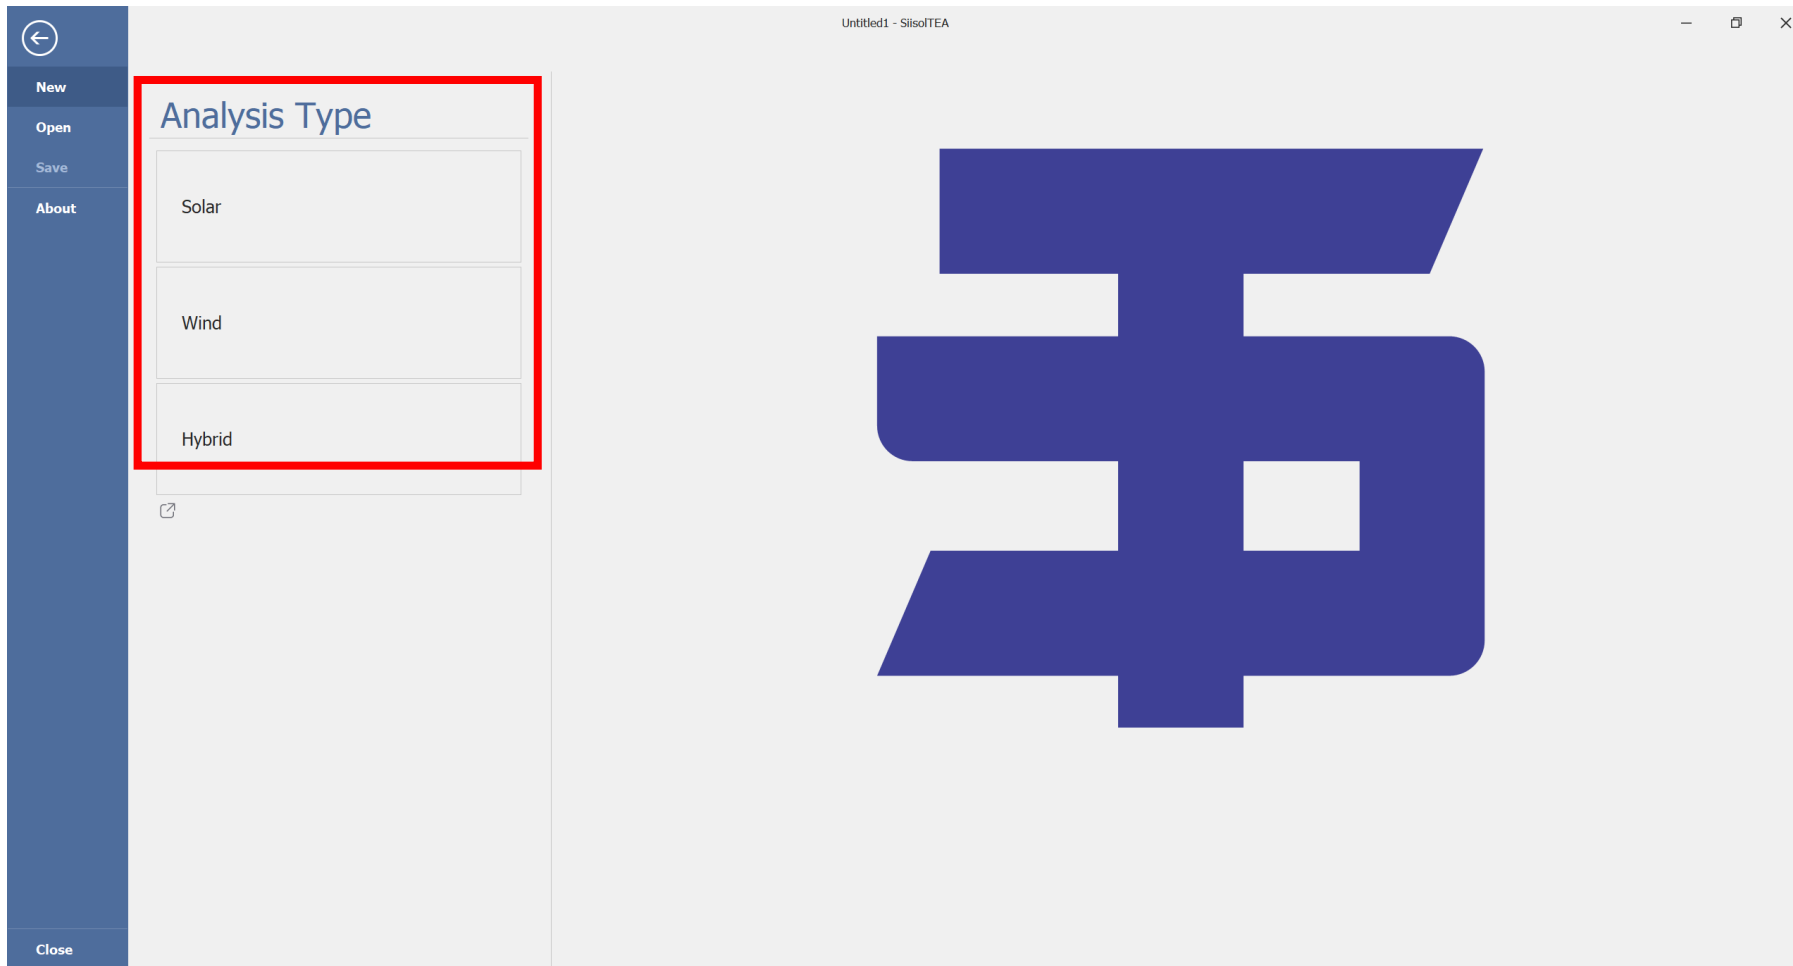 Untitled1 - SiisolTEA
New
Open
Save
About
Close
Analysis Type
Solar
Wind
Hybrid